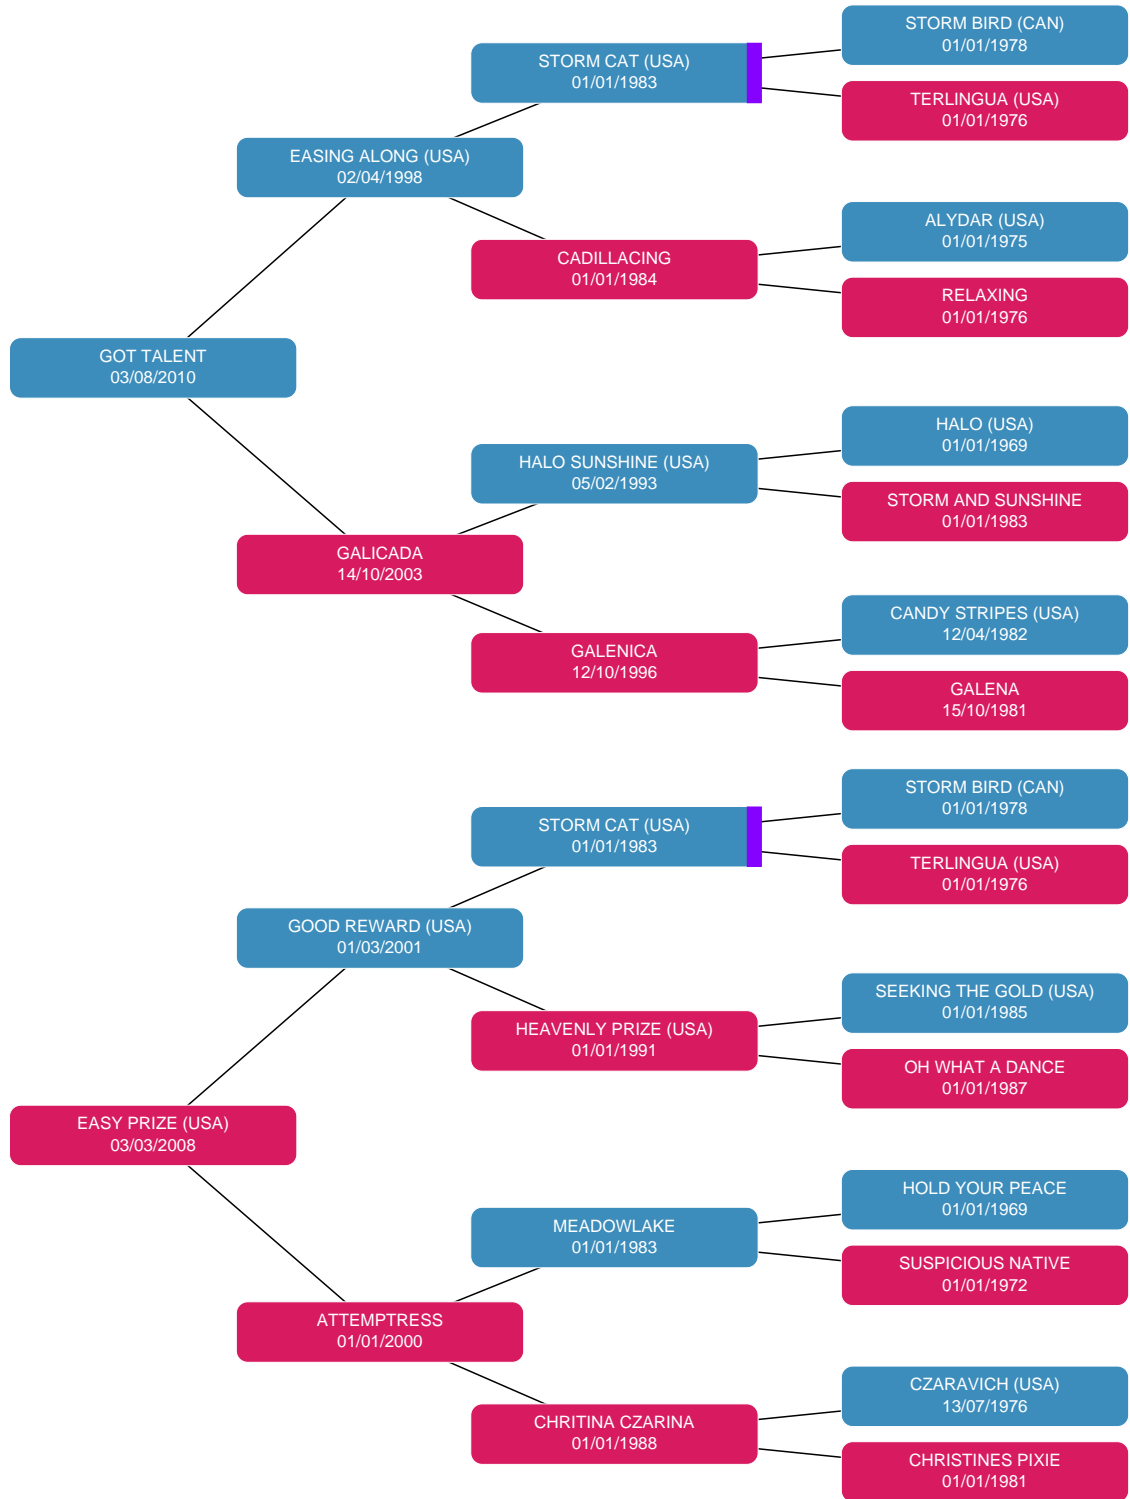 STORM BIRD (CAN)
01/01/1978
STORM CAT (USA)
01/01/1983
TERLINGUA (USA)
01/01/1976
EASING ALONG (USA)
02/04/1998
ALYDAR (USA)
01/01/1975
CADILLACING
01/01/1984
RELAXING
01/01/1976
GOT TALENT
03/08/2010
HALO (USA)
01/01/1969
HALO SUNSHINE (USA)
05/02/1993
STORM AND SUNSHINE
01/01/1983
GALICADA
14/10/2003
CANDY STRIPES (USA)
12/04/1982
GALENICA
12/10/1996
GALENA
15/10/1981
STORM BIRD (CAN)
01/01/1978
STORM CAT (USA)
01/01/1983
TERLINGUA (USA)
01/01/1976
GOOD REWARD (USA)
01/03/2001
SEEKING THE GOLD (USA)
01/01/1985
HEAVENLY PRIZE (USA)
01/01/1991
OH WHAT A DANCE
01/01/1987
EASY PRIZE (USA)
03/03/2008
HOLD YOUR PEACE
01/01/1969
MEADOWLAKE
01/01/1983
SUSPICIOUS NATIVE
01/01/1972
ATTEMPTRESS
01/01/2000
CZARAVICH (USA)
13/07/1976
CHRITINA CZARINA
01/01/1988
CHRISTINES PIXIE
01/01/1981